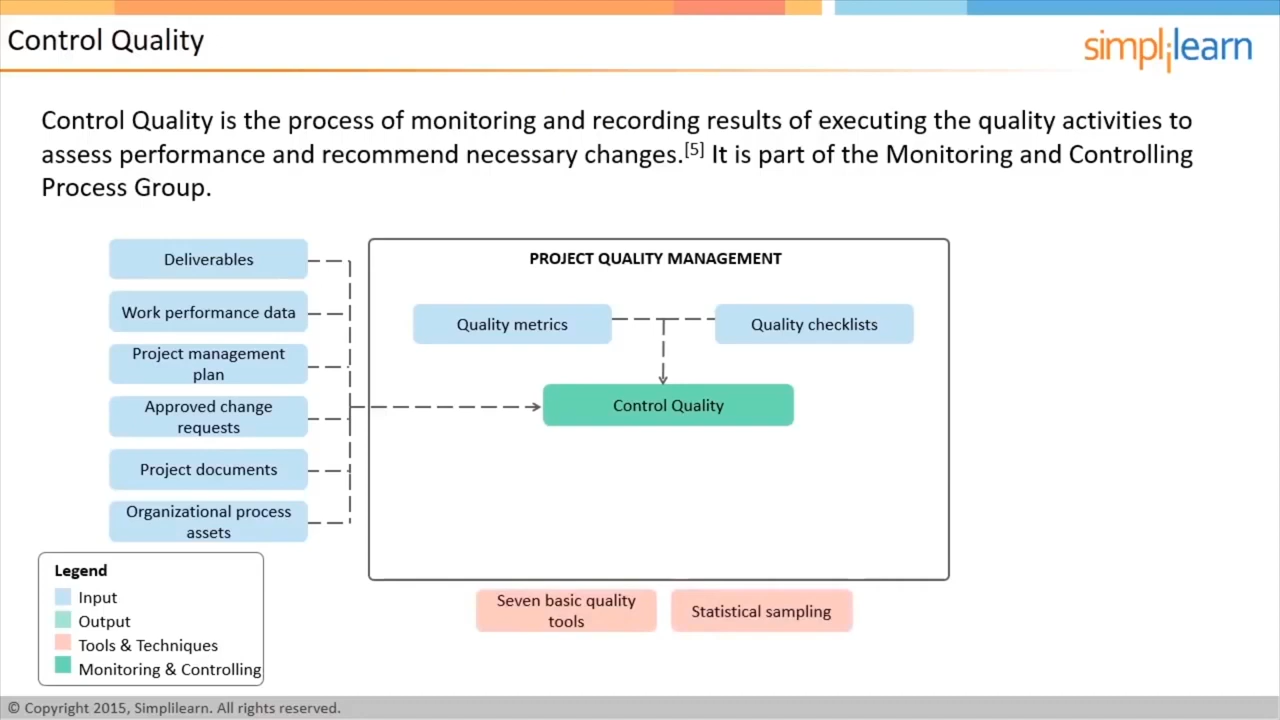 Control Quality
simplilearn
Control Quality is the process of monitoring and recording results of executing the quality activities to
assess performance and recommend necessary changes.[5] It is part of the Monitoring and Controlling
Process Group.
Deliverables
Work performance data
Project management
plan
Approved change
requests
Project documents
Organizational process
assets
PROJECT QUALITY MANAGEMENT
Quality metrics
Quality checklists
Control Quality
Seven basic quality
tools
Statistical sampling
Legend
Input
Output
Tools & Techniques
Monitoring & Controlling
© Copyright 2015, Simplilearn. All rights reserved.